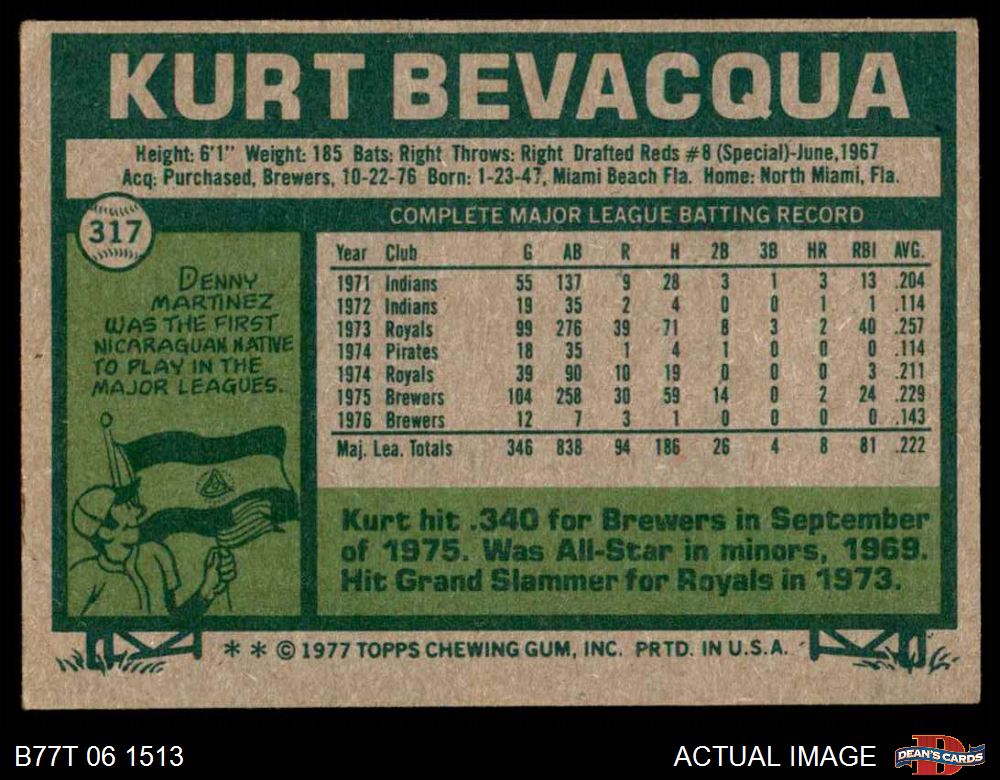 KURT BEVACQUA
Height: 6'1" Weight: 185 Bats: Right Throws: Right Drafted Reds #8 (Special)-June,1967
Acq: Purchased, Brewers, 10-22-76 Born: 1-23-47, Miami Beach Fla. Home: North Miami, Fla.
317
DENNY
MARTINEZ
WAS THE FIRST
NICARAGUAN NATIVE
TO PLAY IN THE
MAJOR LEAGUES.
COMPLETE MAJOR LEAGUE BATTING RECORD
Year Club G AB R H 2B 3B HR RBI AVG.
1971 Indians 55 137 9 28 3 1 3 13 .204
1972 Indians 19 35 2 4 0 0 1 1 .114
1973 Royals 99 276 39 71 8 3 2 40 .257
1974 Pirates 18 35 1 4 1 0 0 0 .114
1974 Royals 39 90 10 19 0 0 0 3 .211
1975 Brewers 104 258 30 59 14 0 2 24 .229
1976 Brewers 12 7 3 1 0 0 0 0 .143
Maj. Lea. Totals 346 838 94 186 26 4 8 81 .222
Kurt hit .340 for Brewers in September
of 1975. Was All-Star in minors, 1969.
Hit Grand Slammer for Royals in 1973.
* * © 1977 TOPPS CHEWING GUM, INC. PRTD. IN U.S.A.
B77T 06 1513
ACTUAL IMAGE
D
DEAN'S CARDS